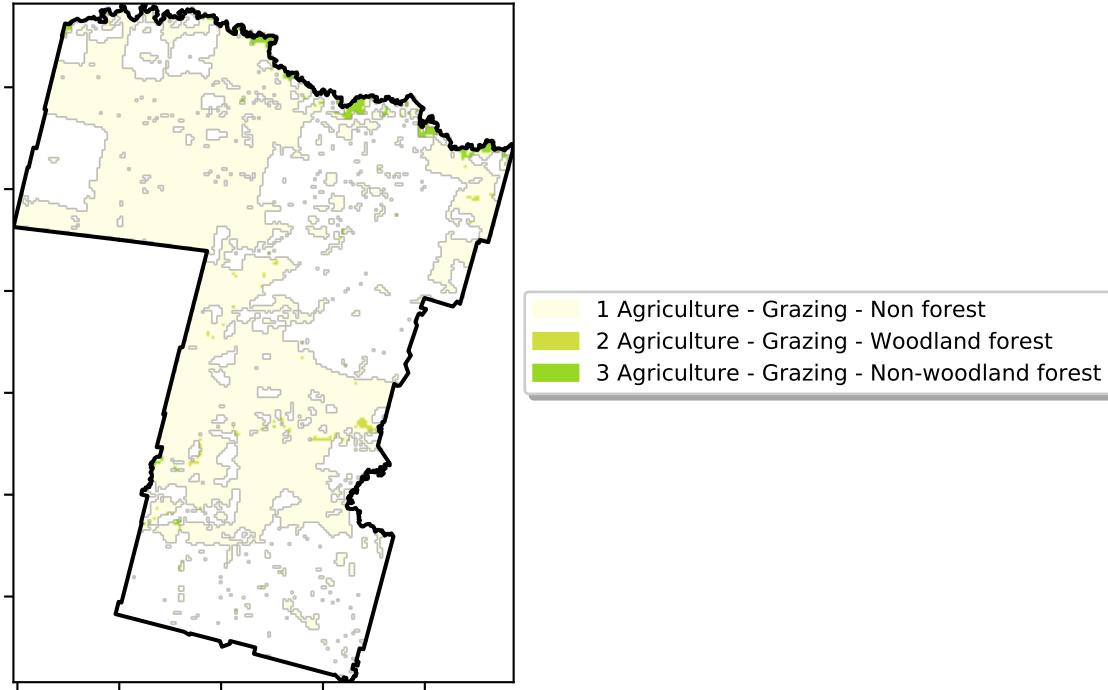 1 Agriculture - Grazing - Non forest
2 Agriculture - Grazing - Woodland forest
3 Agriculture - Grazing - Non-woodland forest